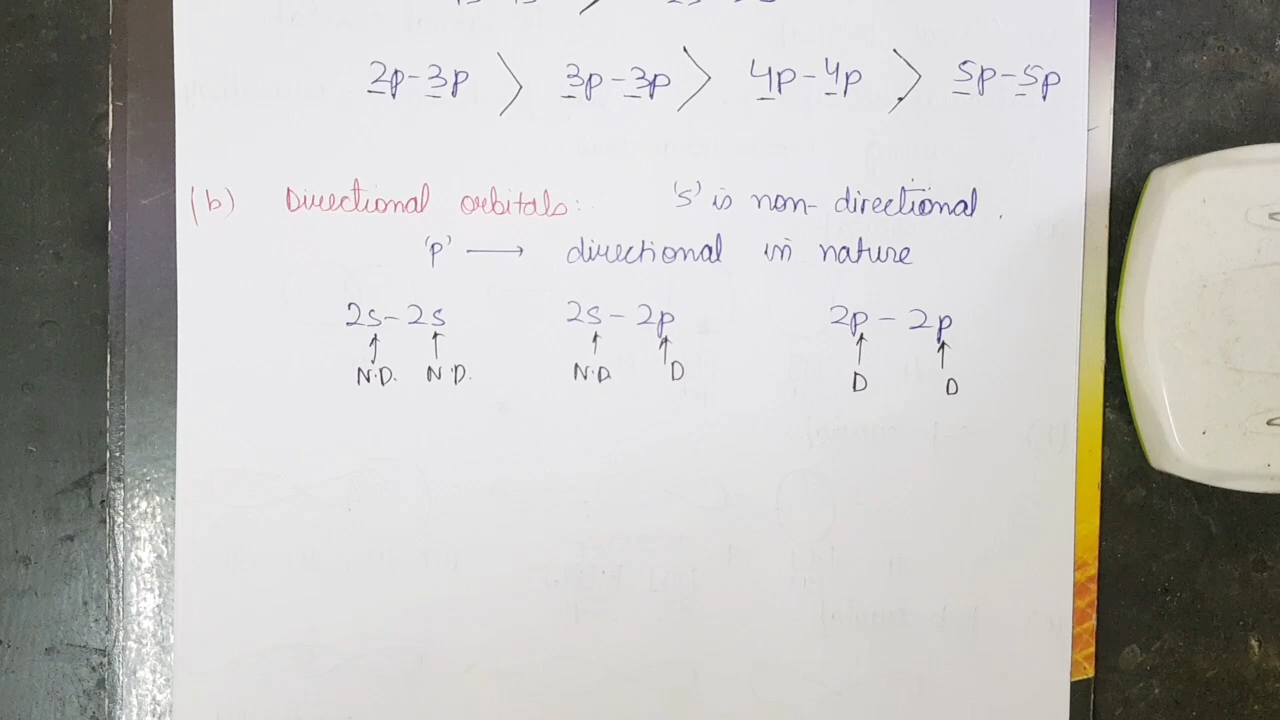 2p-3p > 3p-3p > 4p-4p > 5p-5p
(b) Directional orbitals: 's' is non-directional.
'p' ⟶ directional in nature
2s-2s 2s-2p 2p-2p
↑ ↑ ↑ ↑ ↑ ↑
N.D. N.D. N.D. D D D